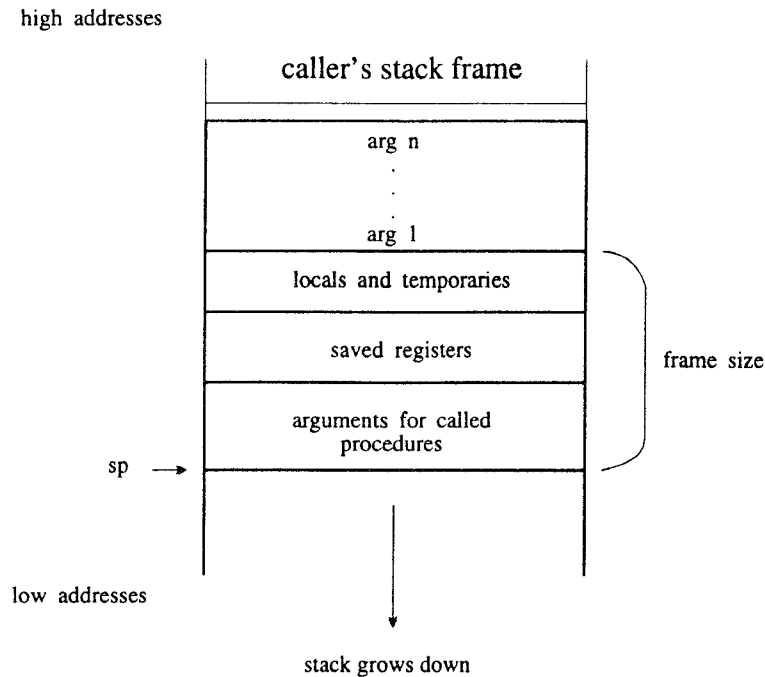 high addresses
caller's stack frame
arg n
.
.
.
arg 1
locals and temporaries
saved registers
frame size
arguments for called
procedures
sp
low addresses
stack grows down